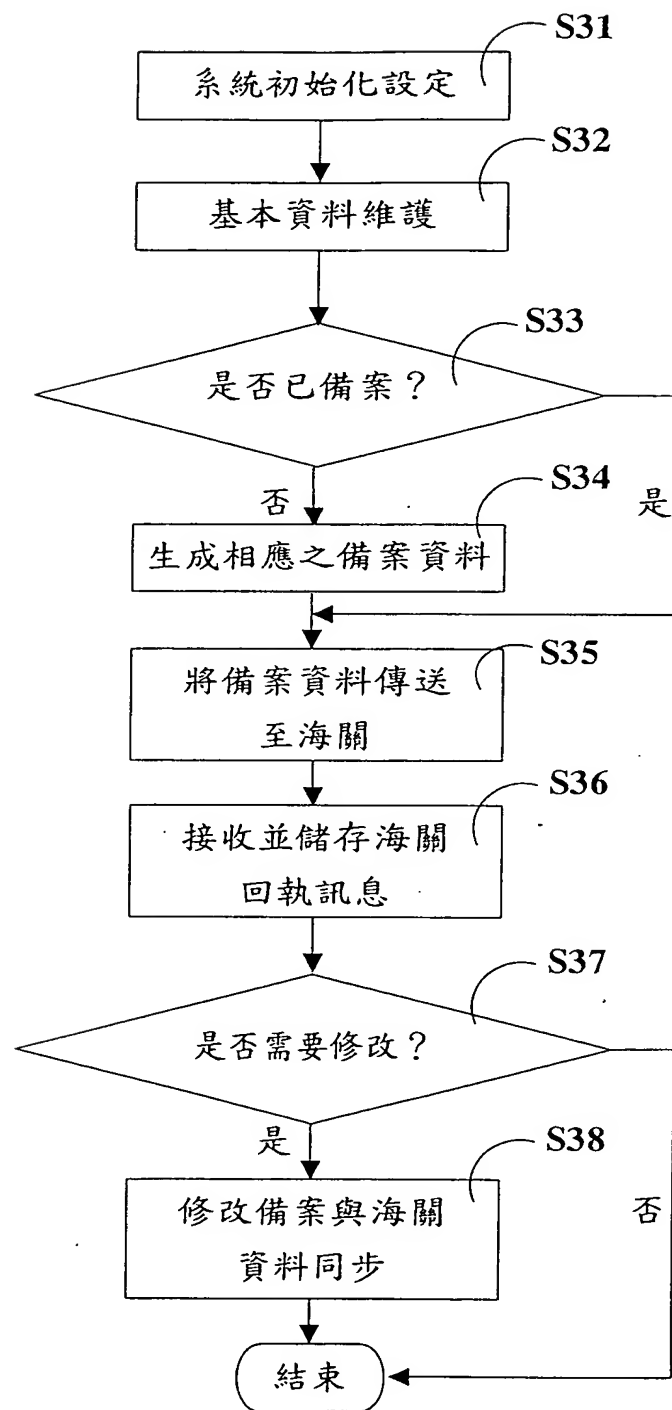 S31
系統初始化設定
S32
基本資料維護
S33
是否已備案？
S34
否
是
生成相應之備案資料
S35
將備案資料傳送
至海關
S36
接收並儲存海關
回執訊息
S37
是否需要修改？
是
S38
否
修改備案與海關
資料同步
結束